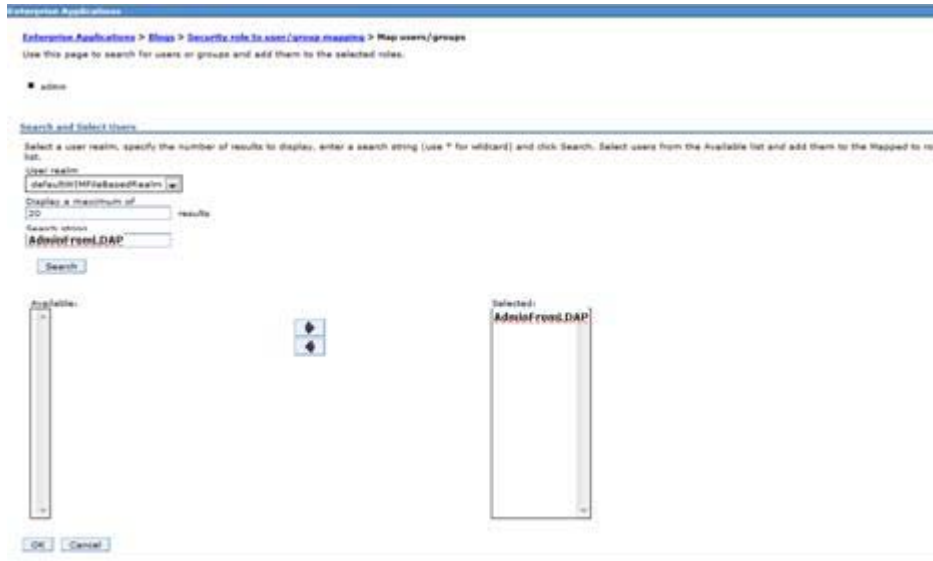 Enterprise Applications
Enterprise Applications > Blogs > Security role to user/group mapping > Map users/groups
Use this page to search for users or groups and add them to the selected roles.
admin
Search and Select Users
Select a user realm, specify the number of results to display, enter a search string (use * for wildcard) and click Search. Select users from the Available list and add them to the Mapped to ro
list.
User realm
defaultWIMFileBasedRealm
Display a maximum of
20 results
Search string
AdminFromLDAP
Search
Available:
Selected:
AdminFromLDAP
OK Cancel